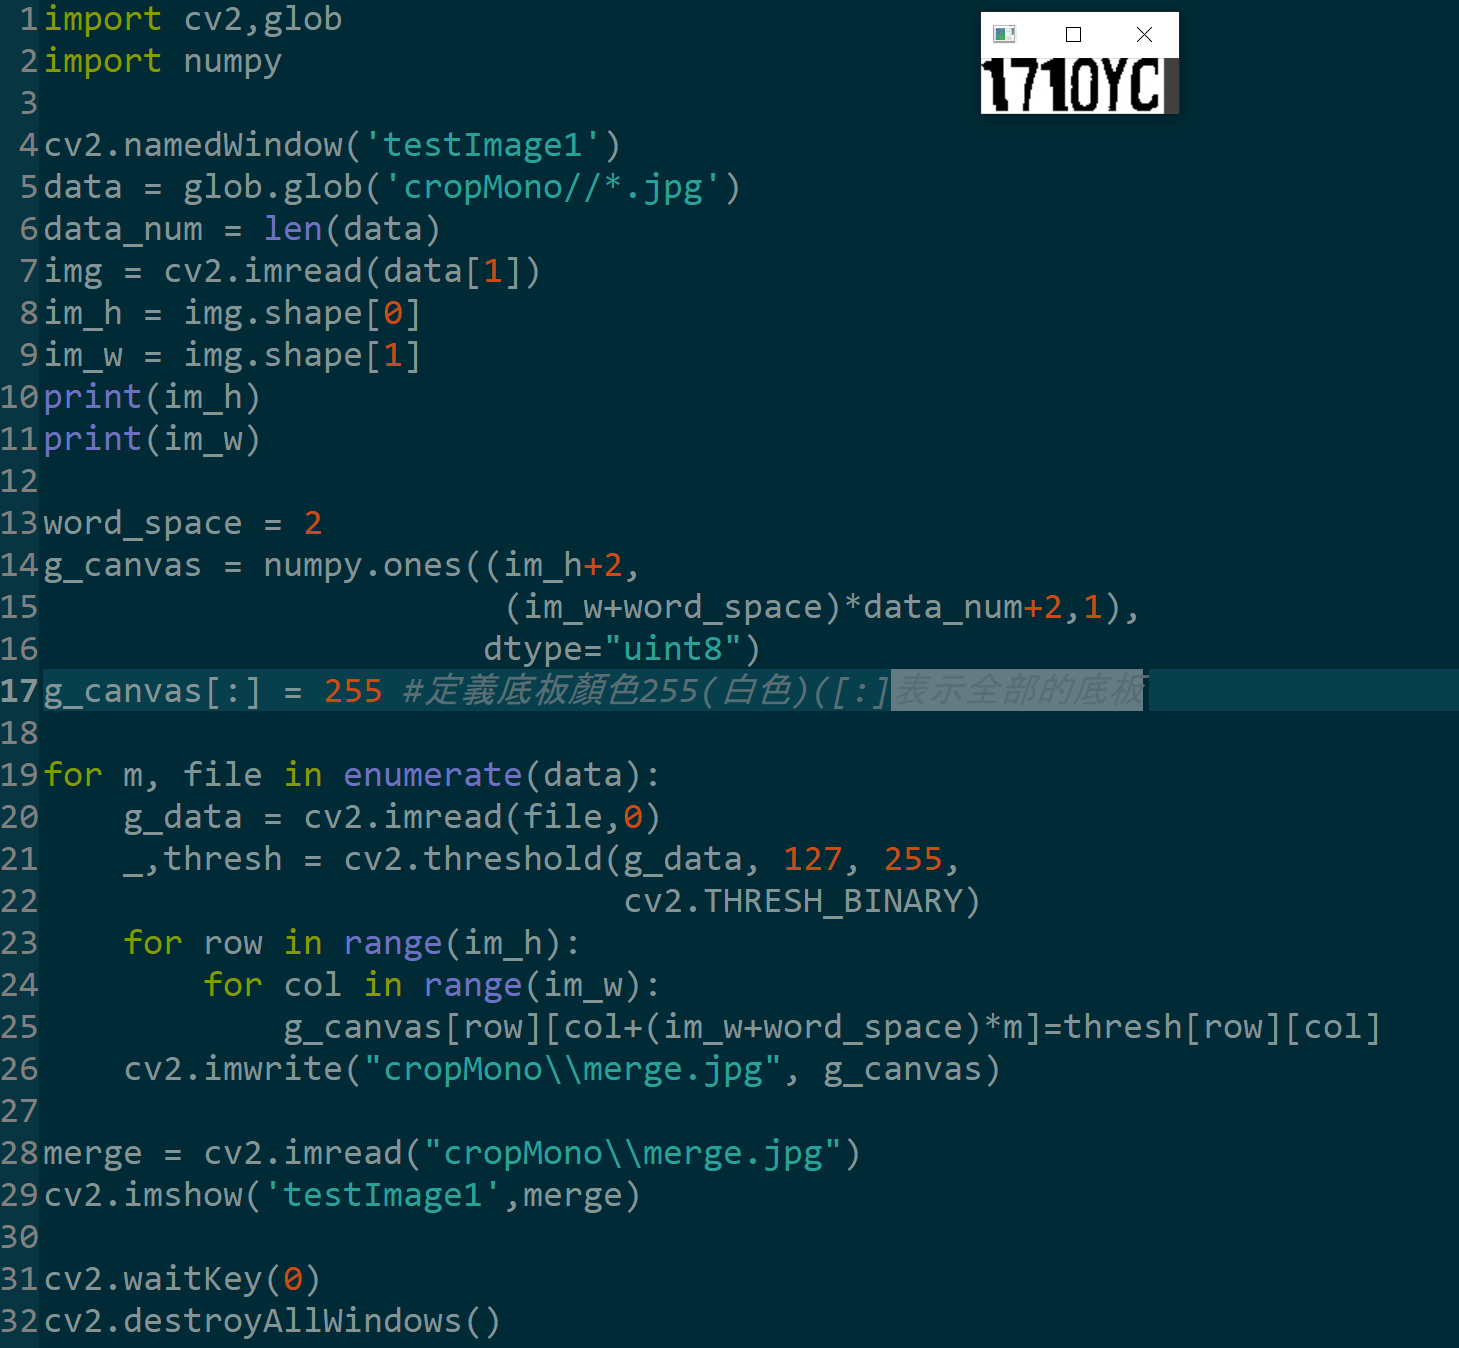 1 import cv2,glob
2 import numpy
3
4 cv2.namedWindow('testImage1')
5 data = glob.glob('cropMono//*.jpg')
6 data_num = len(data)
7 img = cv2.imread(data[1])
8 im_h = img.shape[0]
9 im_w = img.shape[1]
10 print(im_h)
11 print(im_w)
12
13 word_space = 2
14 g_canvas = numpy.ones((im_h+2,
15                        (im_w+word_space)*data_num+2,1),
16                       dtype="uint8")
17 g_canvas[:] = 255 #定義底板顏色255(白色)([:]表示全部的底板
18
19 for m, file in enumerate(data):
20     g_data = cv2.imread(file,0)
21     _,thresh = cv2.threshold(g_data, 127, 255,
22                              cv2.THRESH_BINARY)
23     for row in range(im_h):
24         for col in range(im_w):
25             g_canvas[row][col+(im_w+word_space)*m]=thresh[row][col]
26     cv2.imwrite("cropMono\\merge.jpg", g_canvas)
27
28 merge = cv2.imread("cropMono\\merge.jpg")
29 cv2.imshow('testImage1',merge)
30
31 cv2.waitKey(0)
32 cv2.destroyAllWindows()
1710YC